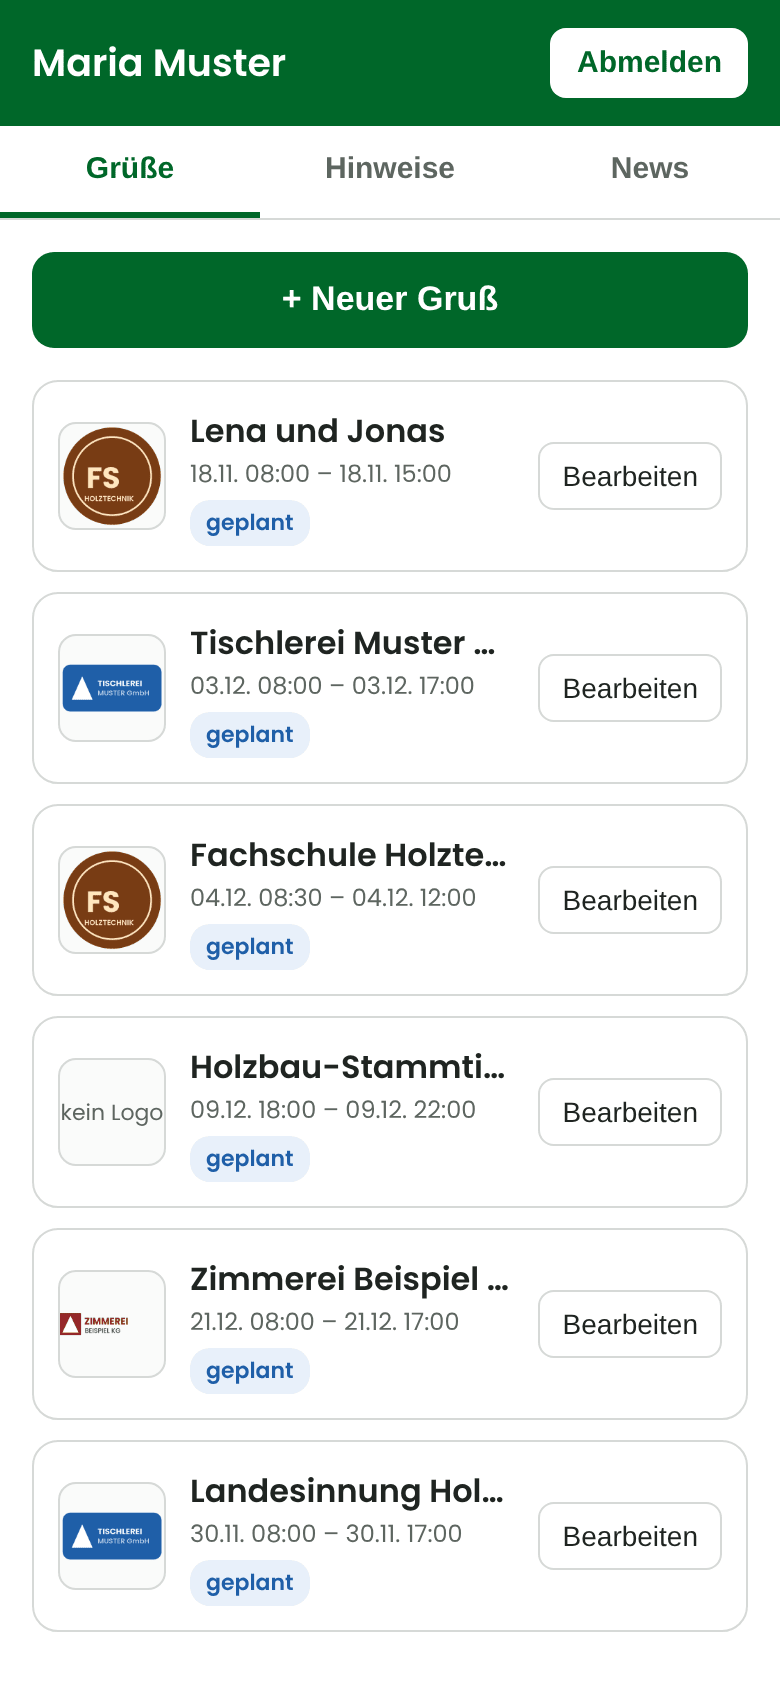 Maria Muster
Abmelden
Grüße
Hinweise
News
+ Neuer Gruß
FS
HOLZTECHNIK
Lena und Jonas
18.11. 08:00 – 18.11. 15:00
geplant
Bearbeiten
TISCHLEREI
MUSTER GmbH
Tischlerei Muster ...
03.12. 08:00 – 03.12. 17:00
geplant
Bearbeiten
FS
HOLZTECHNIK
Fachschule Holzte...
04.12. 08:30 – 04.12. 12:00
geplant
Bearbeiten
kein Logo
Holzbau-Stammti...
09.12. 18:00 – 09.12. 22:00
geplant
Bearbeiten
ZIMMEREI
BEISPIEL KG
Zimmerei Beispiel ...
21.12. 08:00 – 21.12. 17:00
geplant
Bearbeiten
TISCHLEREI
MUSTER GmbH
Landesinnung Hol...
30.11. 08:00 – 30.11. 17:00
geplant
Bearbeiten